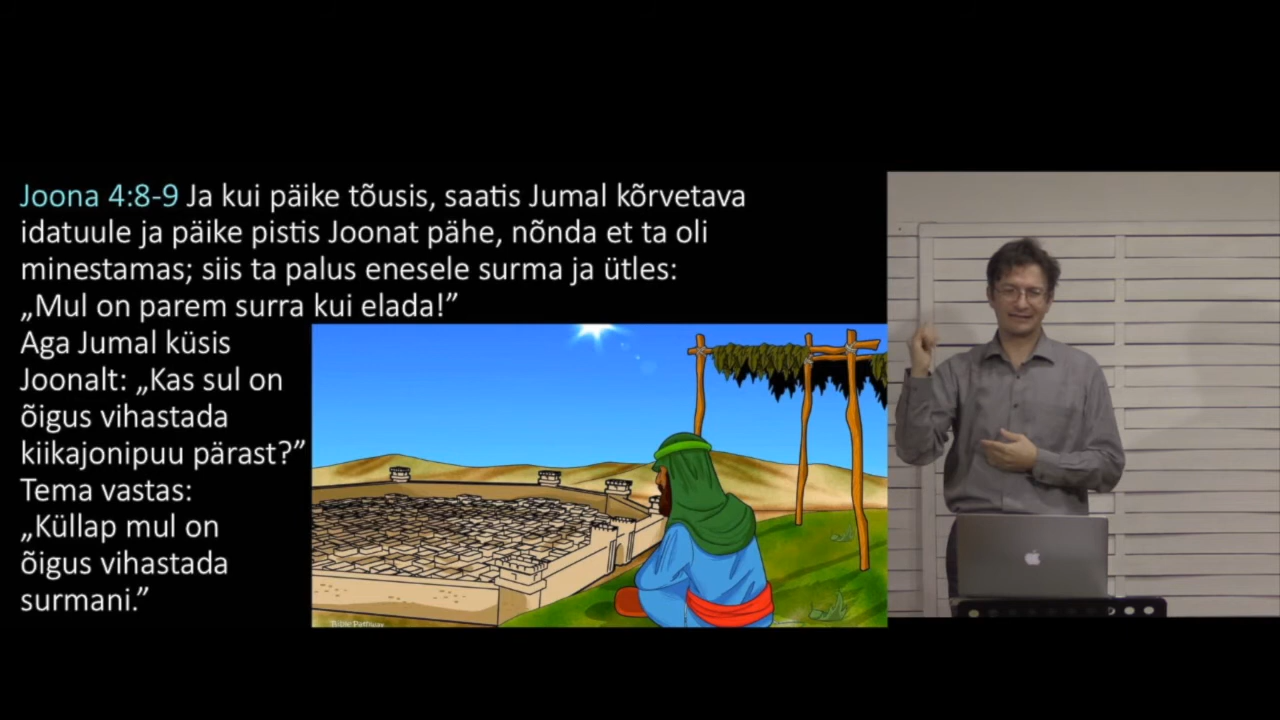 Joona 4:8-9 Ja kui päike tõusis, saatis Jumal kõrvetava
idatuule ja päike pistis Joonat pähe, nõnda et ta oli
minestamas; siis ta palus enesele surma ja ütles:
„Mul on parem surra kui elada!”
Aga Jumal küsis
Joonalt: „Kas sul on
õigus vihastada
kiikajonipuu pärast?”
Tema vastas:
„Küllap mul on
õigus vihastada
surmani.”